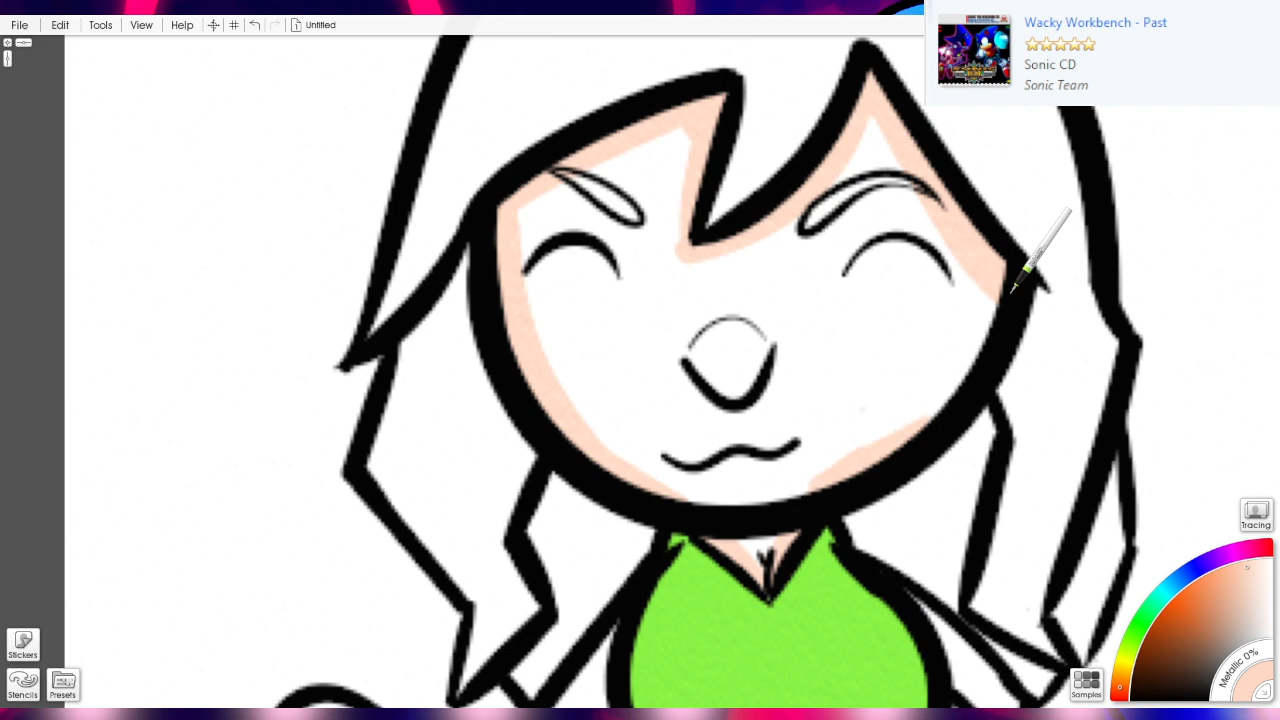 File Edit Tools View Help Untitled
Wacky Workbench - Past
Sonic CD
Sonic Team
Tracing
Metallic 0%
Stickers
Stencils Presets
Samples